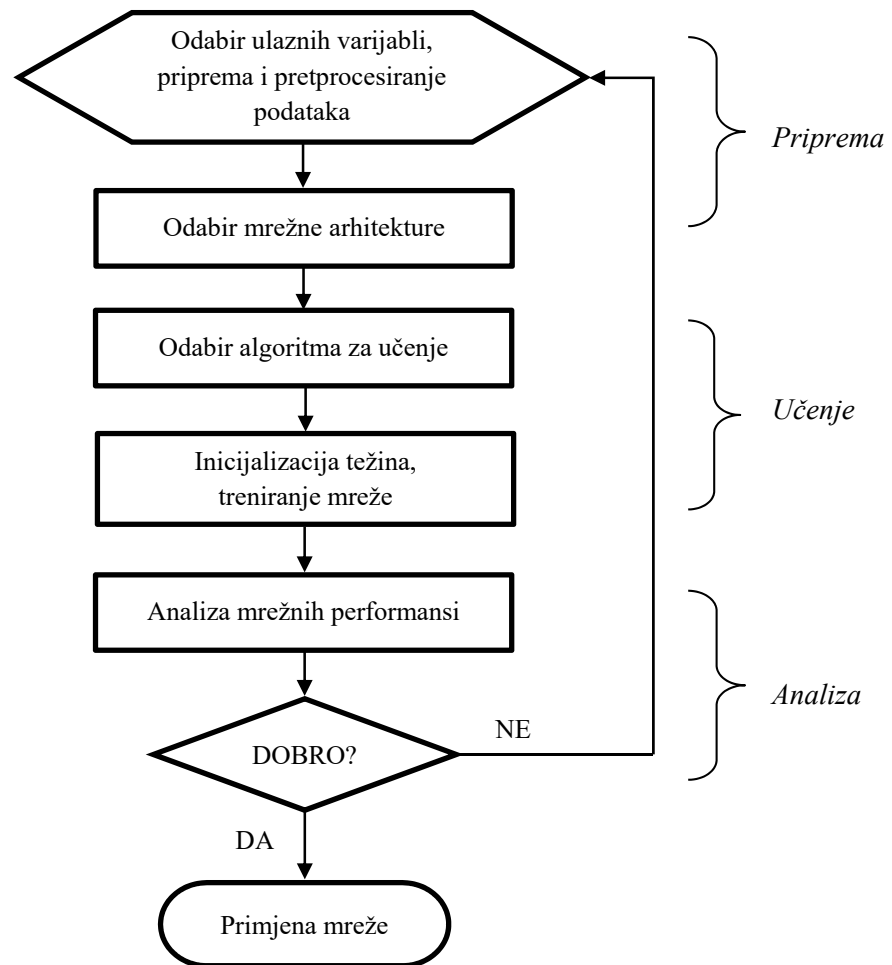 Odabir ulaznih varijabli,
priprema i pretprocesiranje
podataka
Priprema
Odabir mrežne arhitekture
Odabir algoritma za učenje
Učenje
Inicijalizacija težina,
treniranje mreže
Analiza mrežnih performansi
Analiza
NE
DOBRO?
DA
Primjena mreže